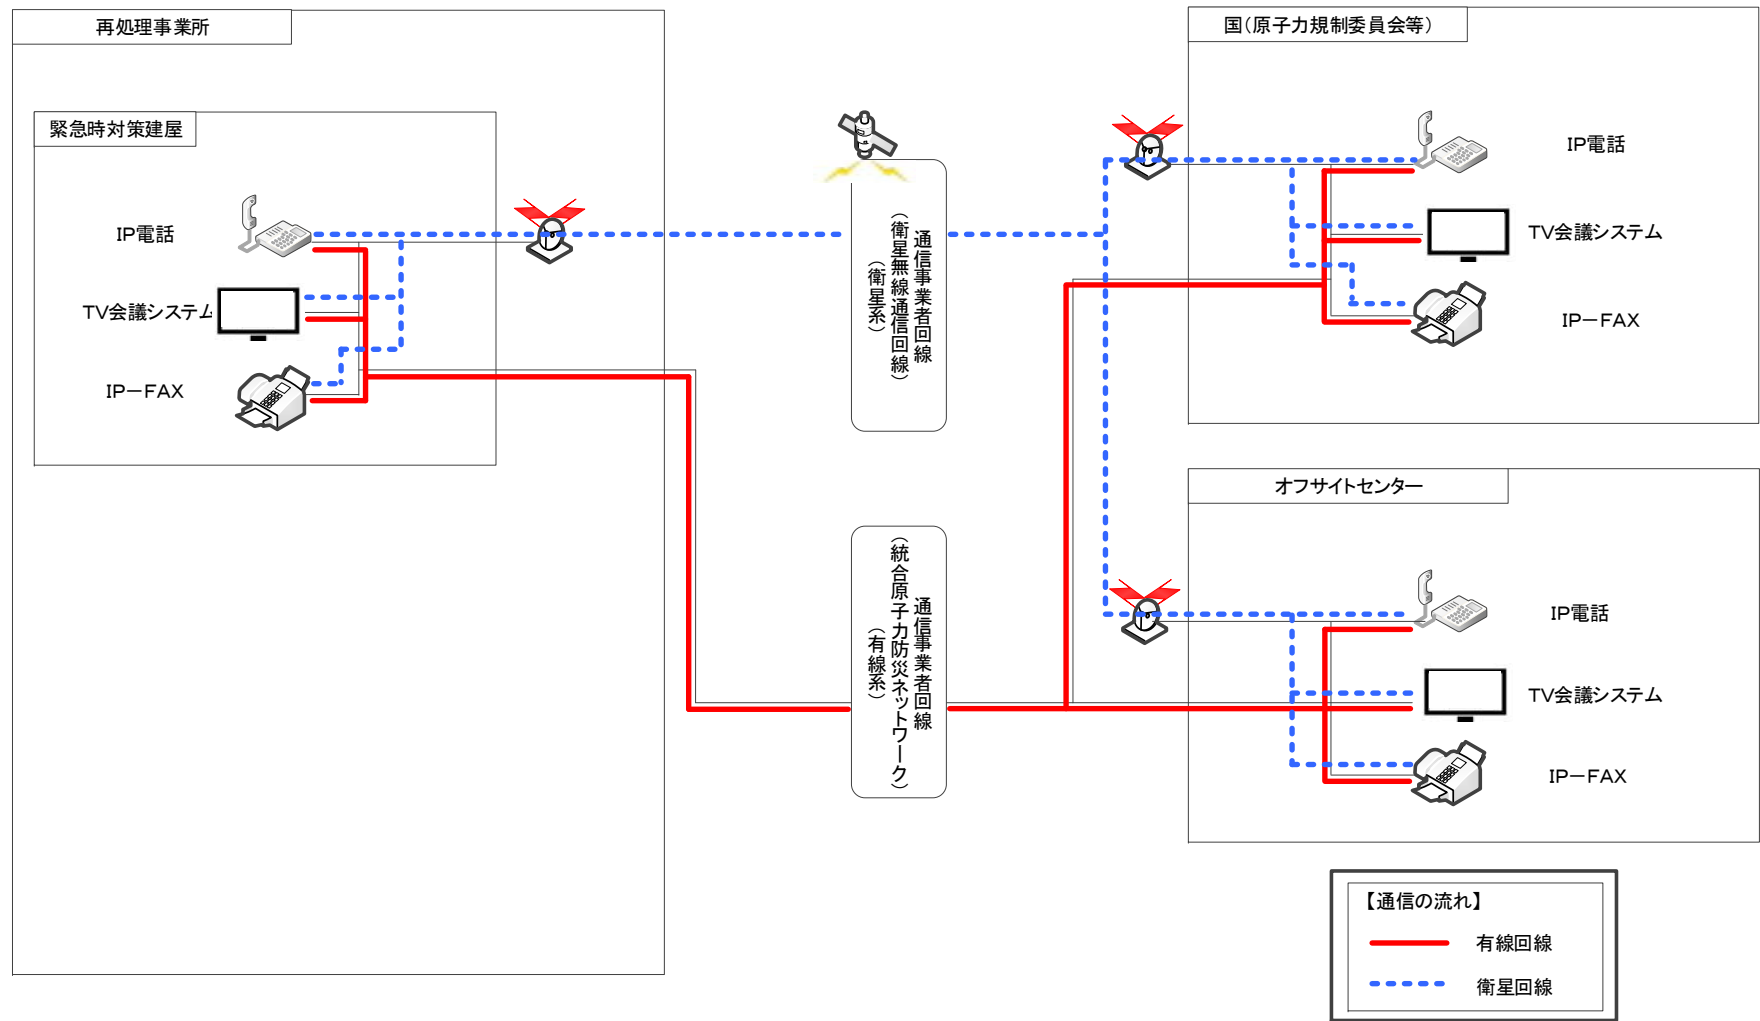 再処理事業所
緊急時対策建屋
IP電話
TV会議システム
IP－FAX
通信事業者回線
（衛星無線通信回線）
（衛星系）
通信事業者回線
（統合原子力防災ネットワーク）
（有線系）
国（原子力規制委員会等）
IP電話
TV会議システム
IP－FAX
オフサイトセンター
IP電話
TV会議システム
IP－FAX
【通信の流れ】
有線回線
衛星回線